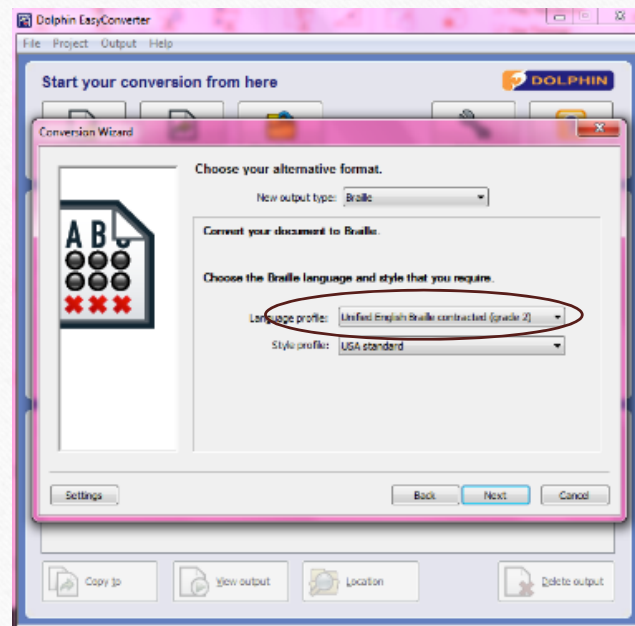 Dolphin EasyConverter
File Project Output Help
Start your conversion from here
DOLPHIN
Conversion Wizard
Choose your alternative format.
New output type: Braille
Convert your document to Braille.
Choose the Braille language and style that you require.
Language profile: Unified English Braille contracted (grade 2)
Style profile: USA standard
Settings Back Next Cancel
Copy to View output Location Delete output